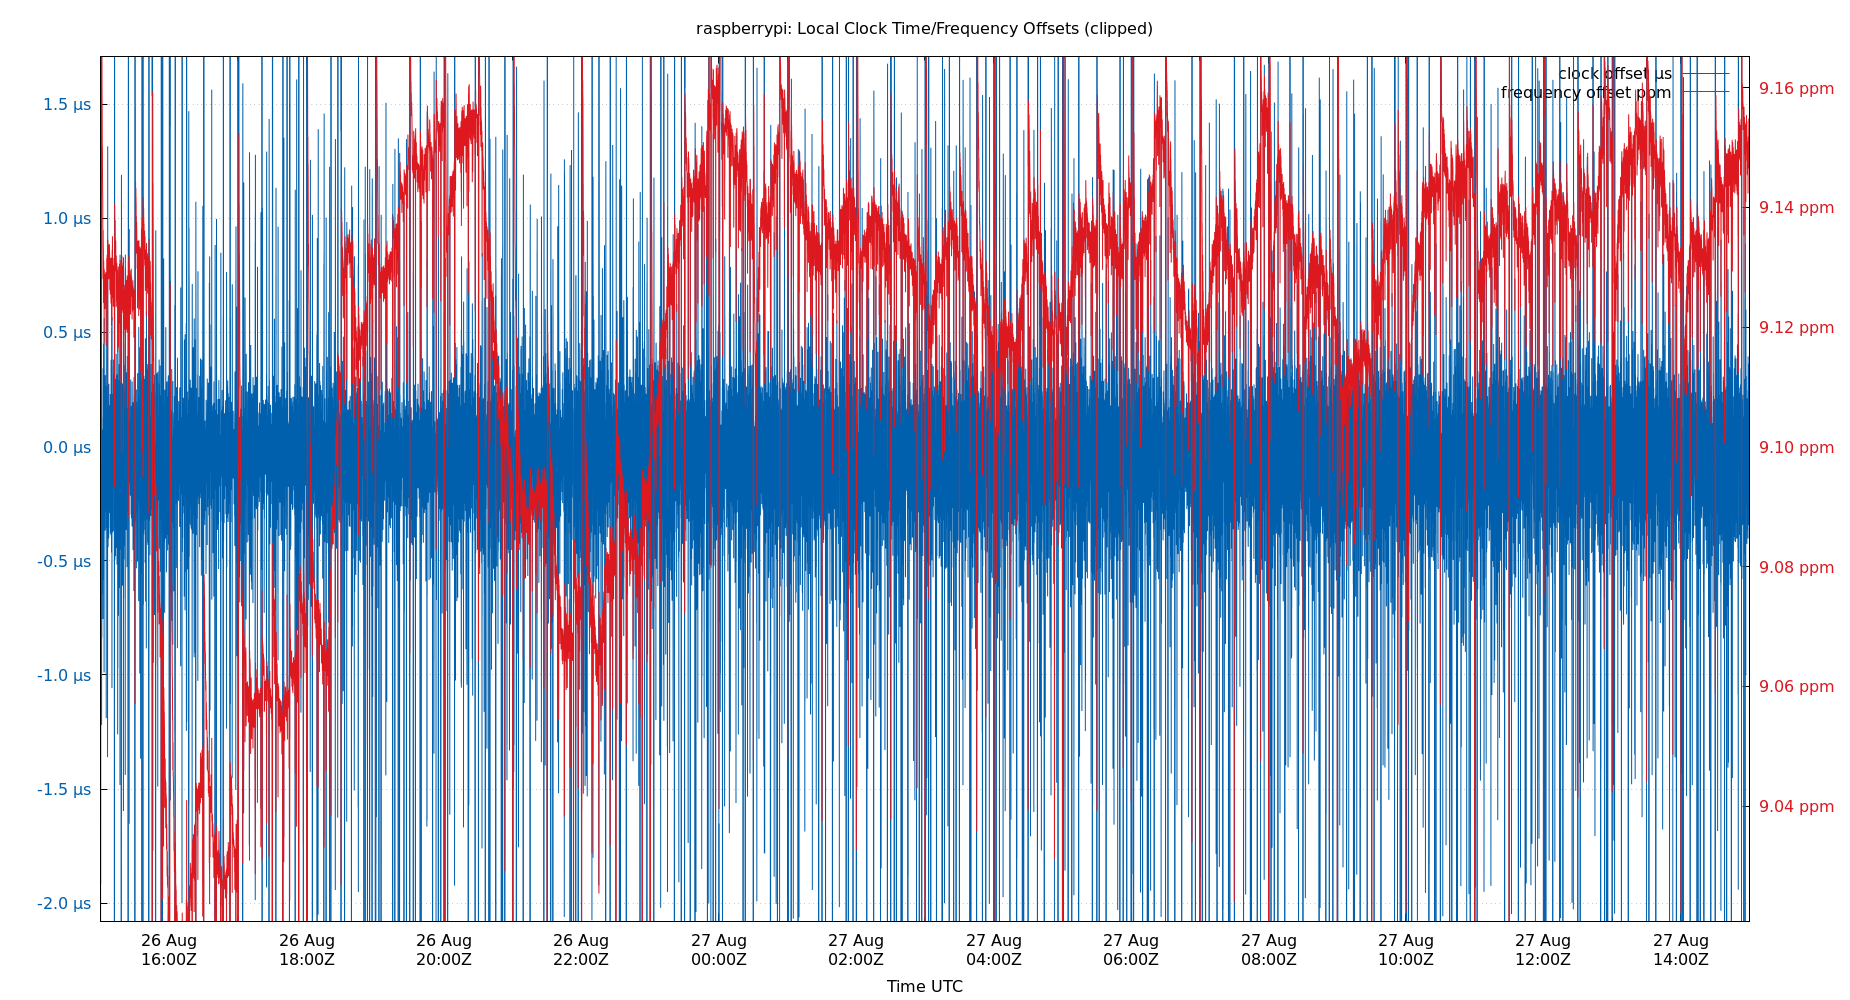 raspberrypi: Local Clock Time/Frequency Offsets (clipped)
clock offset µs
frequency offset ppm
1.5 µs
1.0 µs
0.5 µs
0.0 µs
-0.5 µs
-1.0 µs
-1.5 µs
-2.0 µs
9.16 ppm
9.14 ppm
9.12 ppm
9.10 ppm
9.08 ppm
9.06 ppm
9.04 ppm
26 Aug 26 Aug 26 Aug 26 Aug 27 Aug 27 Aug 27 Aug 27 Aug 27 Aug 27 Aug 27 Aug 27 Aug
16:00Z 18:00Z 20:00Z 22:00Z 00:00Z 02:00Z 04:00Z 06:00Z 08:00Z 10:00Z 12:00Z 14:00Z
Time UTC